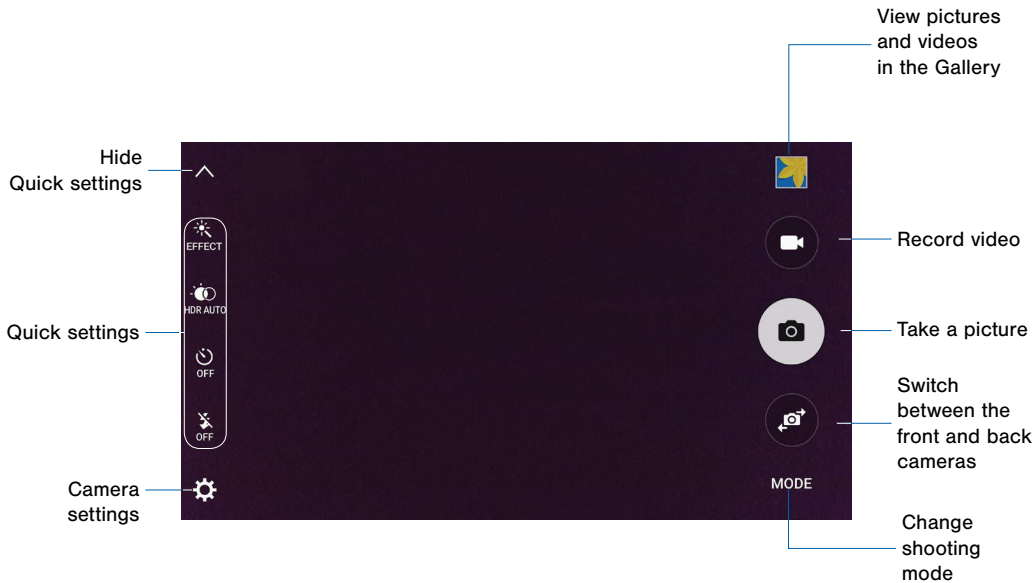 View pictures
and videos
in the Gallery
Hide
Quick settings
EFFECT
Record video
HDR AUTO
Quick settings
Take a picture
OFF
Switch
between the
front and back
cameras
OFF
Camera
settings
MODE
Change
shooting
mode